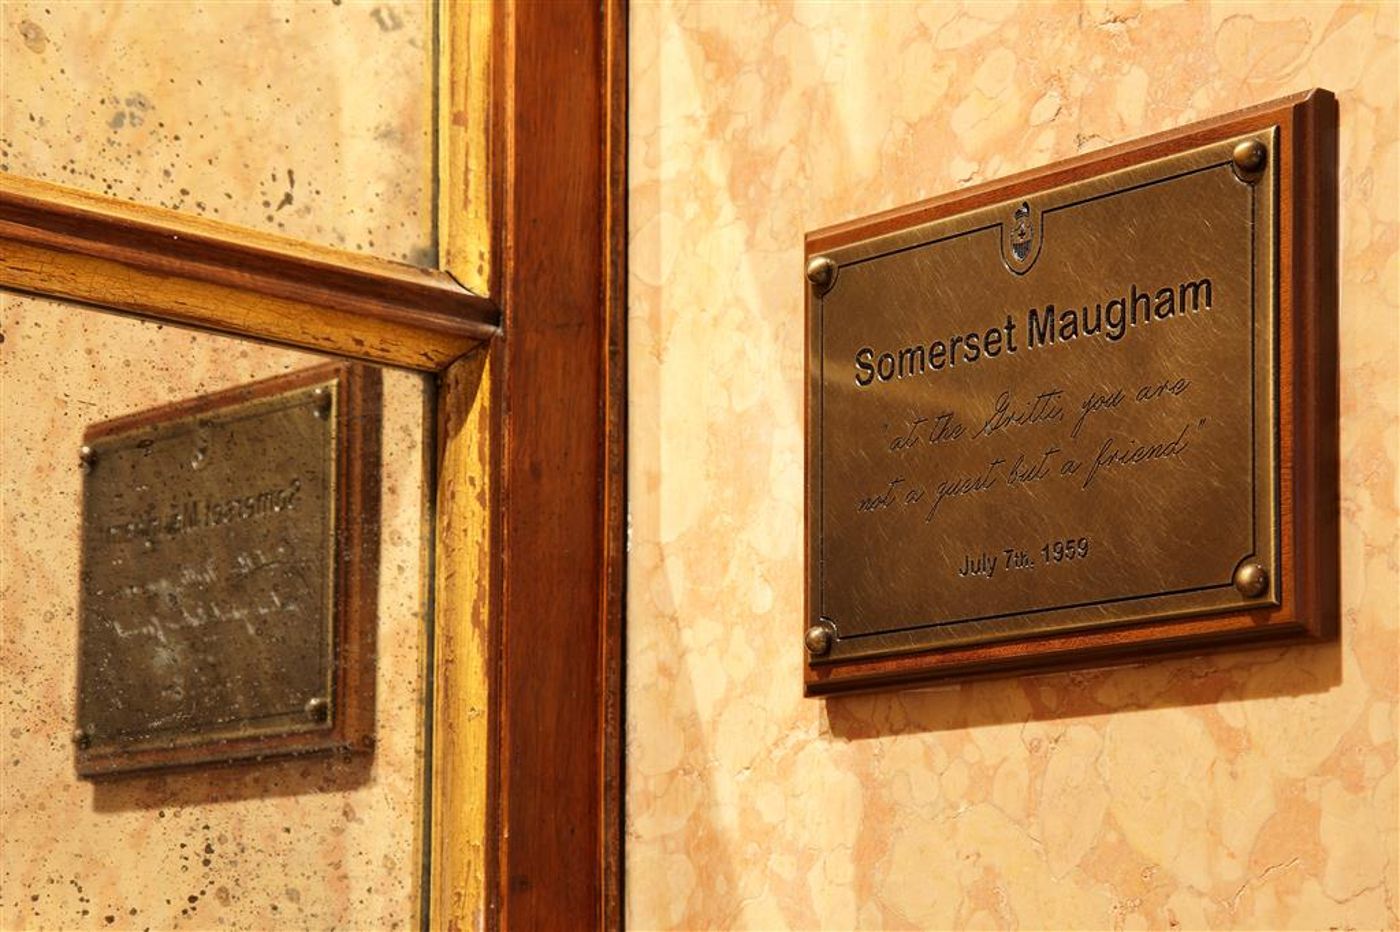 Somerset Maugham
"at the Gritti, you are
not a guest but a friend"
July 7th, 1959